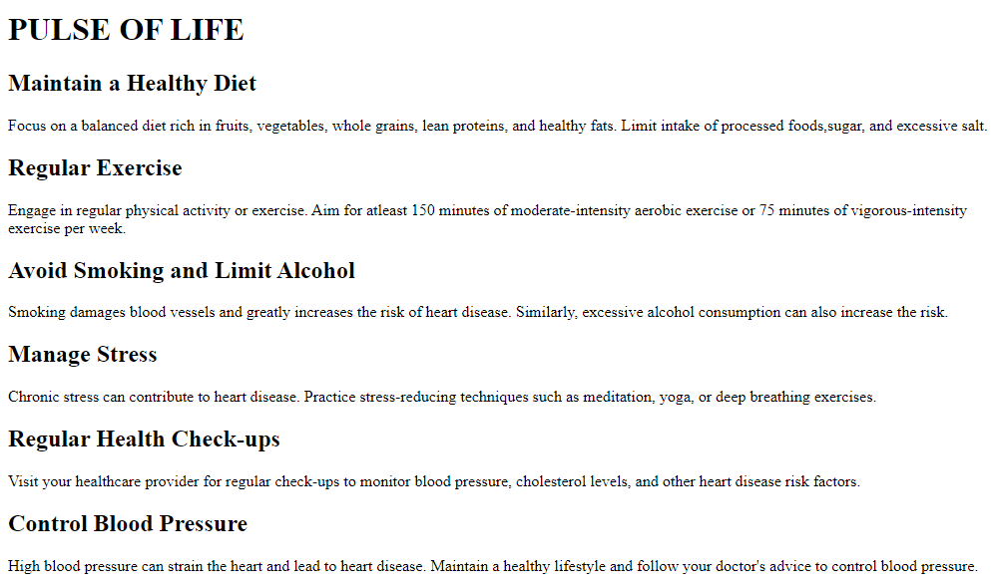 PULSE OF LIFE
Maintain a Healthy Diet
Focus on a balanced diet rich in fruits, vegetables, whole grains, lean proteins, and healthy fats. Limit intake of processed foods,sugar, and excessive salt.
Regular Exercise
Engage in regular physical activity or exercise. Aim for atleast 150 minutes of moderate-intensity aerobic exercise or 75 minutes of vigorous-intensity
exercise per week.
Avoid Smoking and Limit Alcohol
Smoking damages blood vessels and greatly increases the risk of heart disease. Similarly, excessive alcohol consumption can also increase the risk.
Manage Stress
Chronic stress can contribute to heart disease. Practice stress-reducing techniques such as meditation, yoga, or deep breathing exercises.
Regular Health Check-ups
Visit your healthcare provider for regular check-ups to monitor blood pressure, cholesterol levels, and other heart disease risk factors.
Control Blood Pressure
High blood pressure can strain the heart and lead to heart disease. Maintain a healthy lifestyle and follow your doctor's advice to control blood pressure.